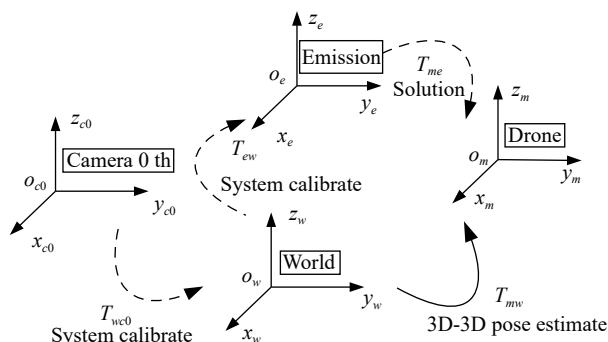 z_e
Emission
o_e
y_e
x_e
T_me
Solution
z_m
Drone
o_m
y_m
x_m
z_c0
Camera 0 th
o_c0
y_c0
x_c0
T_ew
System calibrate
z_w
World
o_w
y_w
x_w
T_wc0
System calibrate
T_mw
3D-3D pose estimate